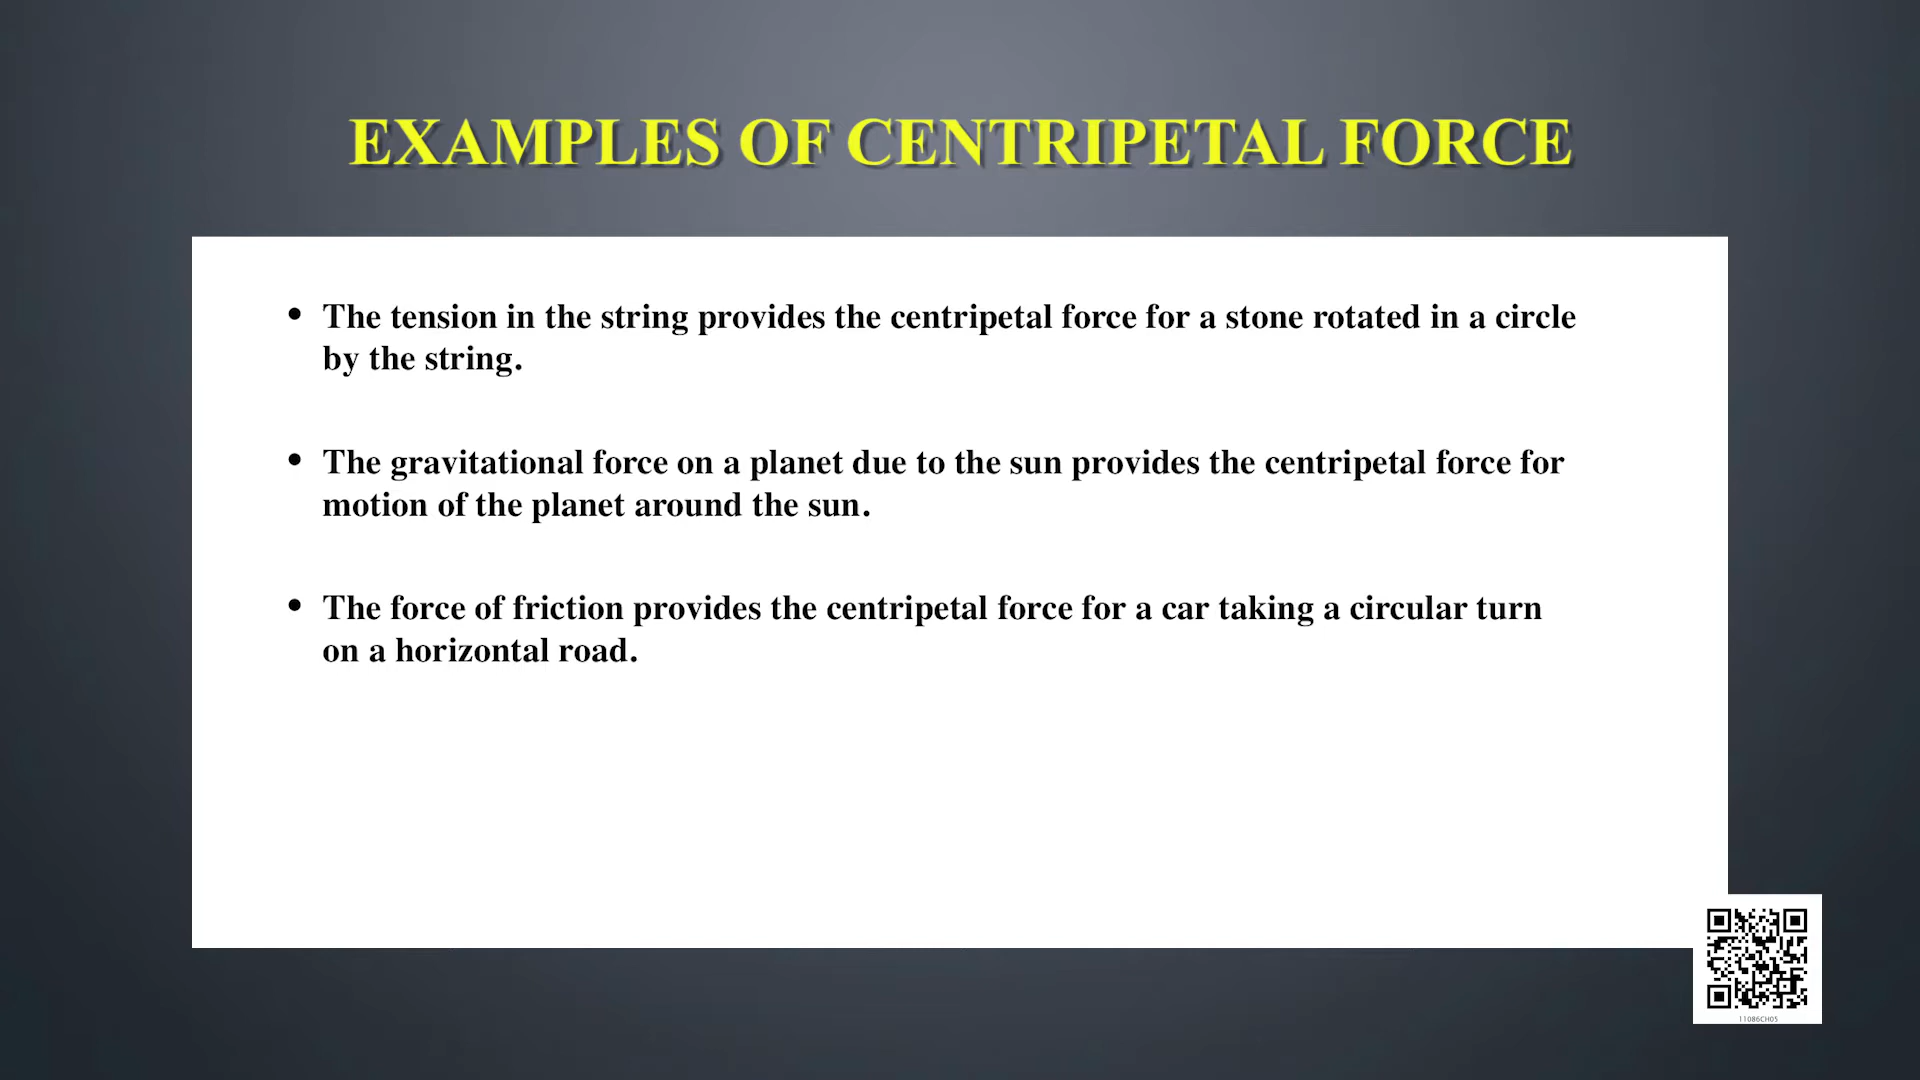 EXAMPLES OF CENTRIPETAL FORCE
• The tension in the string provides the centripetal force for a stone rotated in a circle
by the string.
• The gravitational force on a planet due to the sun provides the centripetal force for
motion of the planet around the sun.
• The force of friction provides the centripetal force for a car taking a circular turn
on a horizontal road.
11086CH05